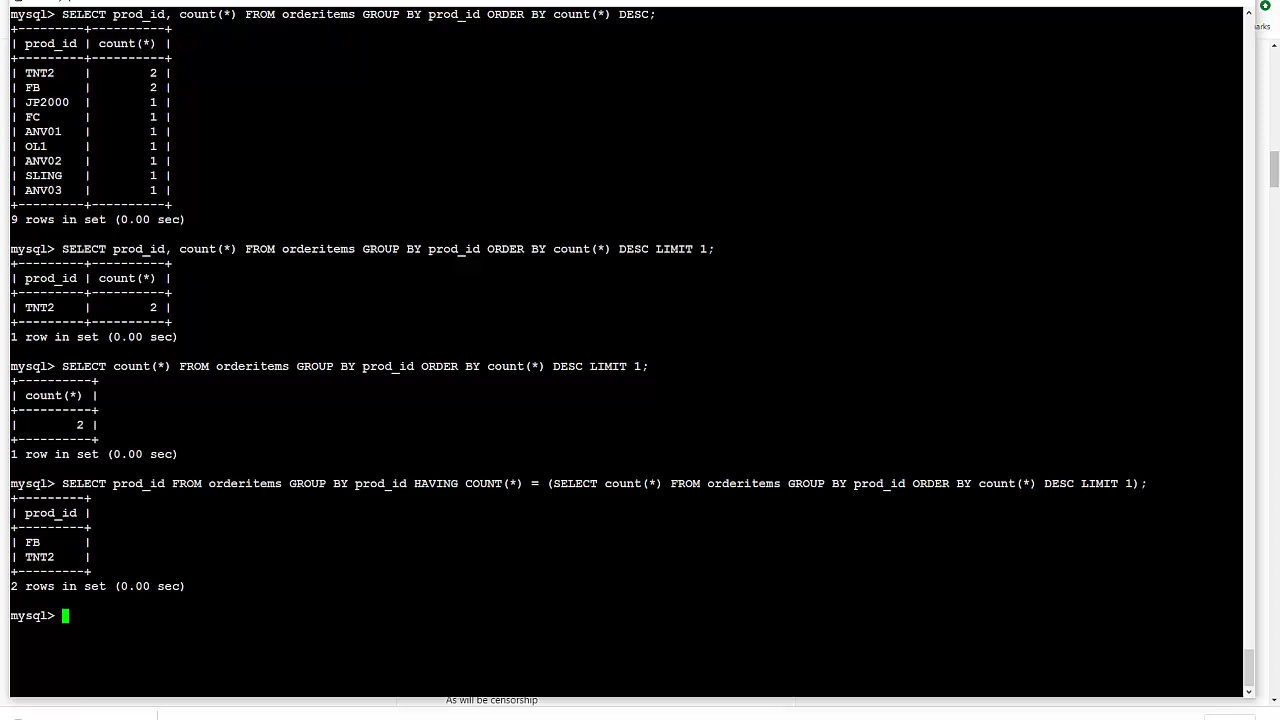 mysql> SELECT prod_id, count(*) FROM orderitems GROUP BY prod_id ORDER BY count(*) DESC;
+---------+----------+
| prod_id | count(*) |
+---------+----------+
| TNT2    |        2 |
| FB      |        2 |
| JP2000  |        1 |
| FC      |        1 |
| ANV01   |        1 |
| OL1     |        1 |
| ANV02   |        1 |
| SLING   |        1 |
| ANV03   |        1 |
+---------+----------+
9 rows in set (0.00 sec)
mysql> SELECT prod_id, count(*) FROM orderitems GROUP BY prod_id ORDER BY count(*) DESC LIMIT 1;
+---------+----------+
| prod_id | count(*) |
+---------+----------+
| TNT2    |        2 |
+---------+----------+
1 row in set (0.00 sec)
mysql> SELECT count(*) FROM orderitems GROUP BY prod_id ORDER BY count(*) DESC LIMIT 1;
+----------+
| count(*) |
+----------+
|        2 |
+----------+
1 row in set (0.00 sec)
mysql> SELECT prod_id FROM orderitems GROUP BY prod_id HAVING COUNT(*) = (SELECT count(*) FROM orderitems GROUP BY prod_id ORDER BY count(*) DESC LIMIT 1);
+---------+
| prod_id |
+---------+
| FB      |
| TNT2    |
+---------+
2 rows in set (0.00 sec)
mysql>
As will be censorship